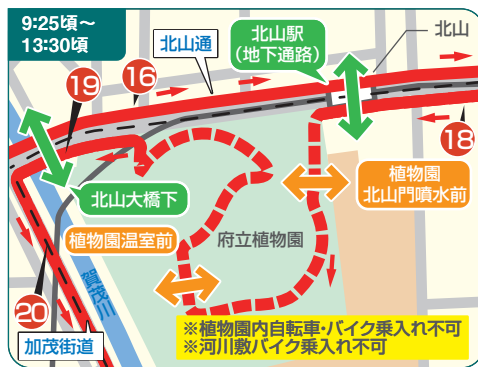 9:25頃～
13:30頃
北山通
北山駅
（地下通路）
北山
16
19
18
北山大橋下
植物園
北山門噴水前
植物園温室前
府立植物園
賀茂川
20
加茂街道
※植物園内自転車・バイク乗入れ不可
※河川敷バイク乗入れ不可